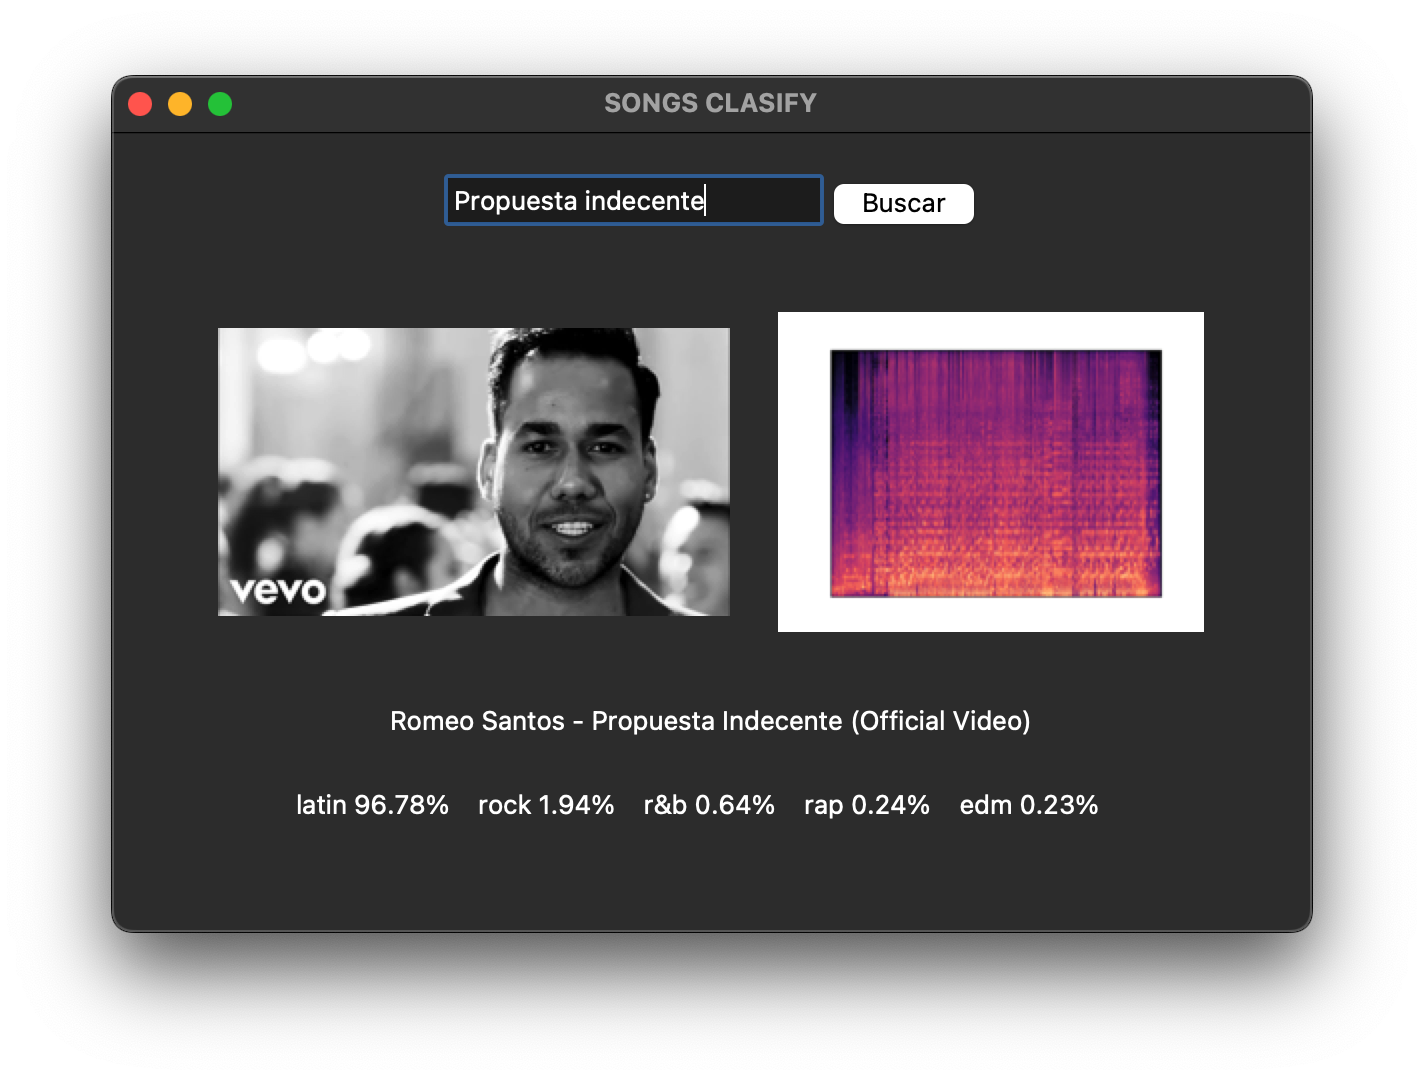 SONGS CLASIFY
Propuesta indecente
Buscar
vevo
Romeo Santos - Propuesta Indecente (Official Video)
latin 96.78% rock 1.94% r&b 0.64% rap 0.24% edm 0.23%